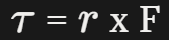 τ = r x F